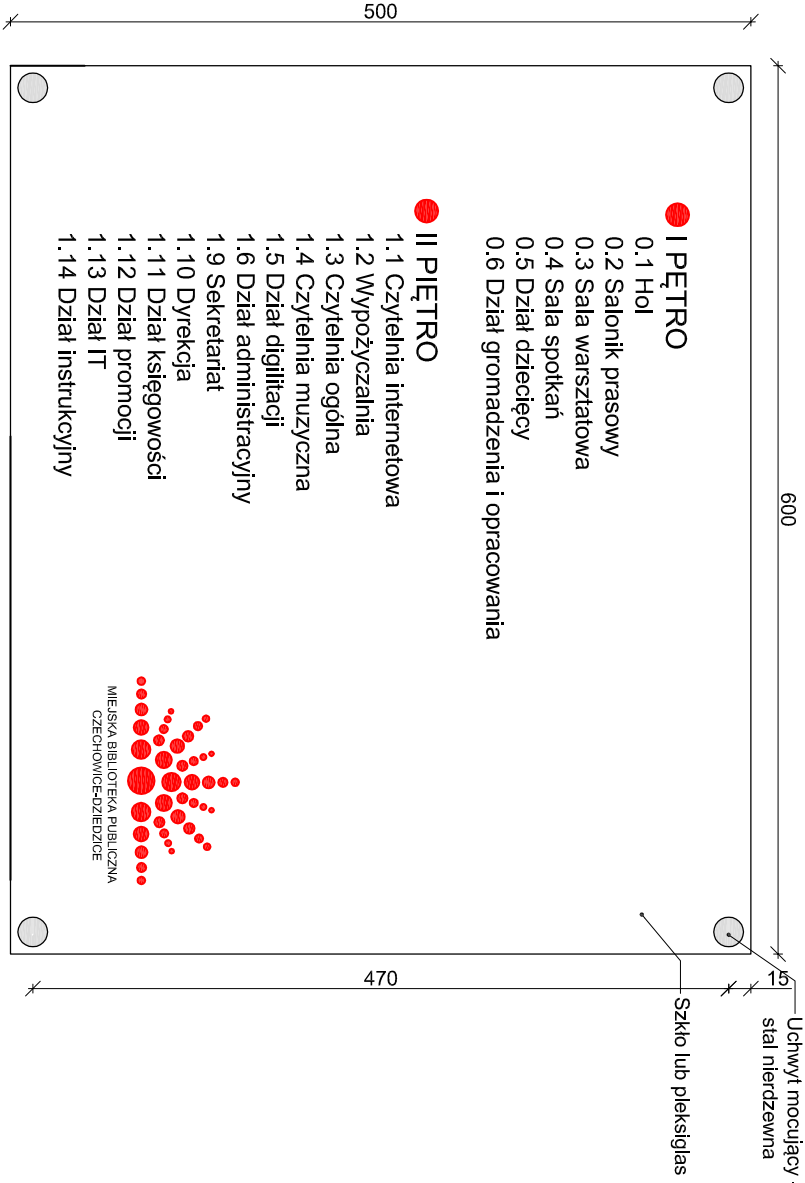 600
500
470
15
Uchwyt mocujący -
stal nierdzewna
Szkło lub pleksiglas
I PĘTRO
0.1 Hol
0.2 Salonik prasowy
0.3 Sala warsztatowa
0.4 Sala spotkań
0.5 Dział dziecięcy
0.6 Dział gromadzenia i opracowania
II PIĘTRO
1.1 Czytelnia internetowa
1.2 Wypożyczalnia
1.3 Czytelnia ogólna
1.4 Czytelnia muzyczna
1.5 Dział digilitacji
1.6 Dział administracyjny
1.9 Sekretariat
1.10 Dyrekcja
1.11 Dział księgowości
1.12 Dział promocji
1.13 Dział IT
1.14 Dział instrukcyjny
MIEJSKA BIBLIOTEKA PUBLICZNA
CZECHOWICE-DZIEDZICE